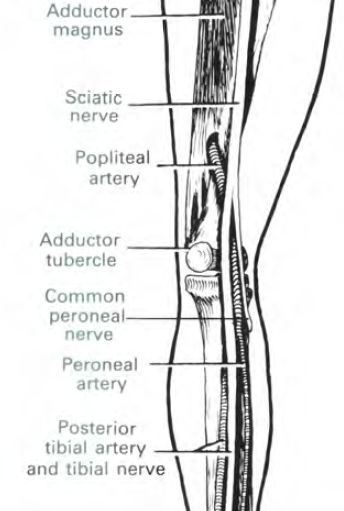 Adductor
magnus
Sciatic
nerve
Popliteal
artery
Adductor
tubercle
Common
peroneal
nerve
Peroneal
artery
Posterior
tibial artery
and tibial nerve